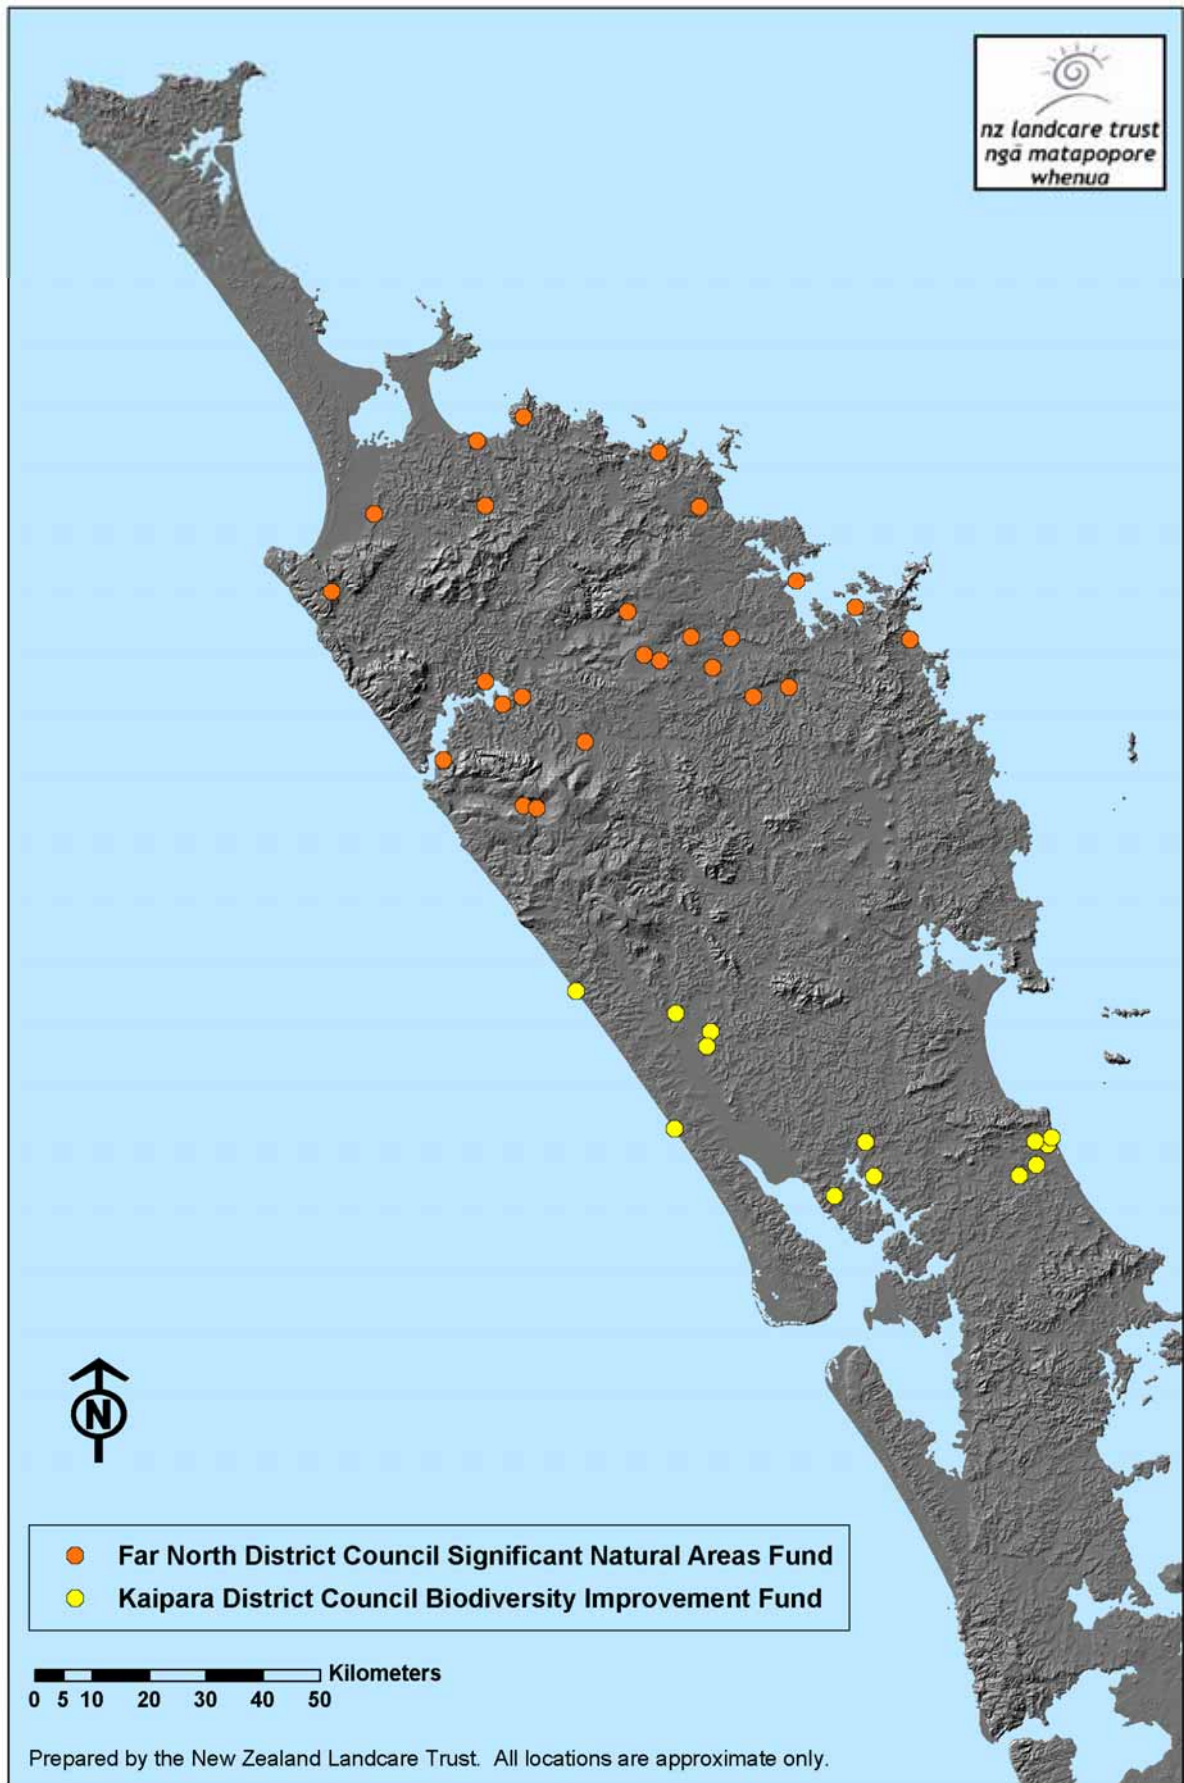 nz landcare trust
ngā matapopore
whenua
N
Far North District Council Significant Natural Areas Fund
Kaipara District Council Biodiversity Improvement Fund
Kilometers
0 5 10 20 30 40 50
Prepared by the New Zealand Landcare Trust. All locations are approximate only.